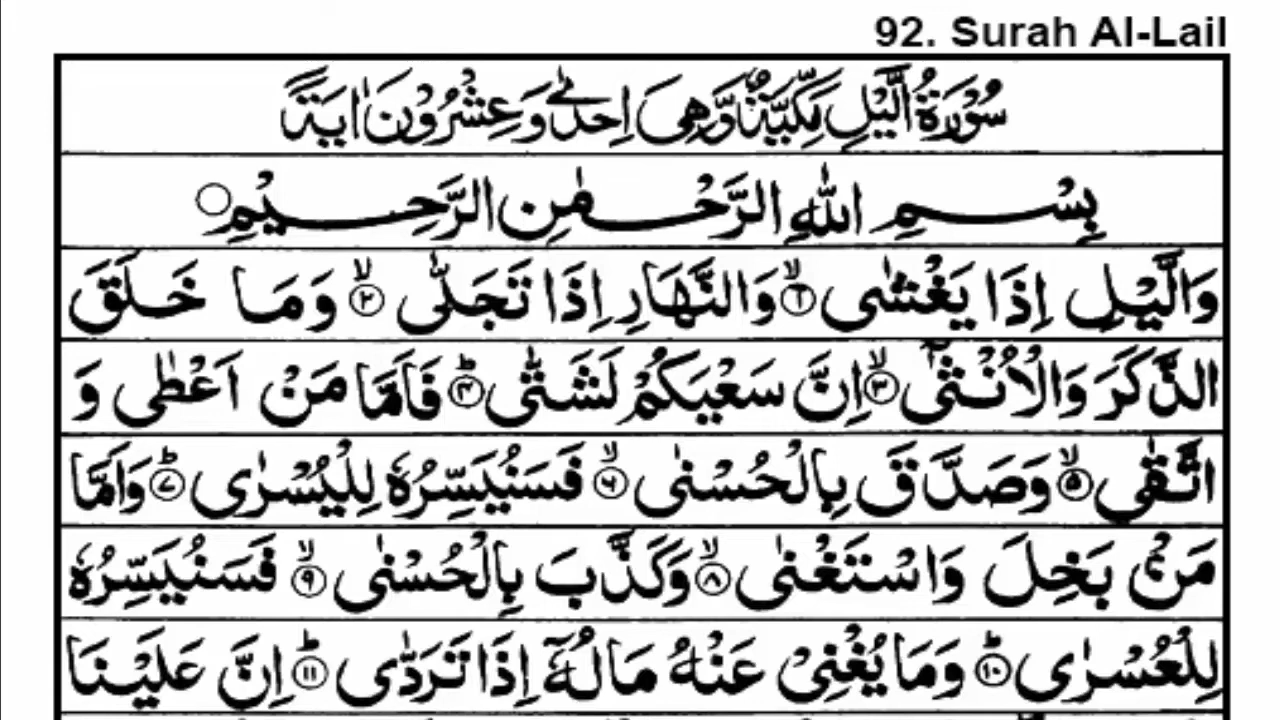 92. Surah Al-Lail
سُوْرَةُ الَّيْلِ مَكِّيَّةٌ وَّهِىَ اِحْدٰى وَعِشْرُوْنَ اٰيَةً
بِسْمِ اللّٰهِ الرَّحْمٰنِ الرَّحِيْمِ ○
وَالَّيْلِ اِذَا يَغْشٰى ۙ﴿۱﴾ وَالنَّهَارِ اِذَا تَجَلّٰى ۙ﴿۲﴾ وَمَا خَلَقَ
الذَّكَرَ وَالْاُنْثٰٓى ۙ﴿۳﴾ اِنَّ سَعْيَكُمْ لَشَتّٰى ؕ﴿۴﴾ فَاَمَّا مَنْ اَعْطٰى وَ
اتَّقٰى ۙ﴿۵﴾ وَصَدَّقَ بِالْحُسْنٰى ۙ﴿۶﴾ فَسَنُيَسِّرُهٗ لِلْيُسْرٰى ؕ﴿۷﴾ وَاَمَّا
مَنْۢ بَخِلَ وَاسْتَغْنٰى ۙ﴿۸﴾ وَكَذَّبَ بِالْحُسْنٰى ۙ﴿۹﴾ فَسَنُيَسِّرُهٗ
لِلْعُسْرٰى ؕ﴿۱۰﴾ وَمَا يُغْنِىْ عَنْهُ مَالُهٗۤ اِذَا تَرَدّٰى ؕ﴿۱۱﴾ اِنَّ عَلَيْنَا